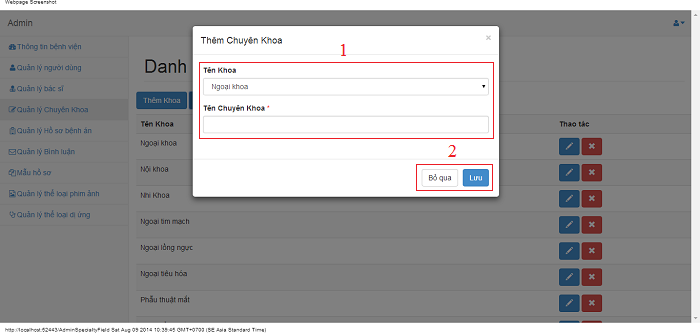 Webpage Screenshot
Admin
Thêm Chuyên Khoa
×
1
Thông tin bệnh viên
Quản lý người dùng
Quản lý bác sĩ
Quản lý Chuyên Khoa
Quản lý Hồ sơ bệnh án
Quản lý Bình luận
Mẫu hồ sơ
Quản lý thể loại phim ảnh
Quản lý thể loại dị ứng
Danh
Thêm Khoa
Tên Khoa
Ngoại khoa
Tên Chuyên Khoa *
2
Bỏ qua
Lưu
Tên Khoa
Thao tác
Ngoại khoa
Nội khoa
Nhi Khoa
Ngoại tim mạch
Ngoại lồng ngực
Ngoại tiêu hóa
Phẫu thuật mắt
http://localhost:52443/AdminSpecialtyField Sat Aug 09 2014 10:39:45 GMT+0700 (SE Asia Standard Time)